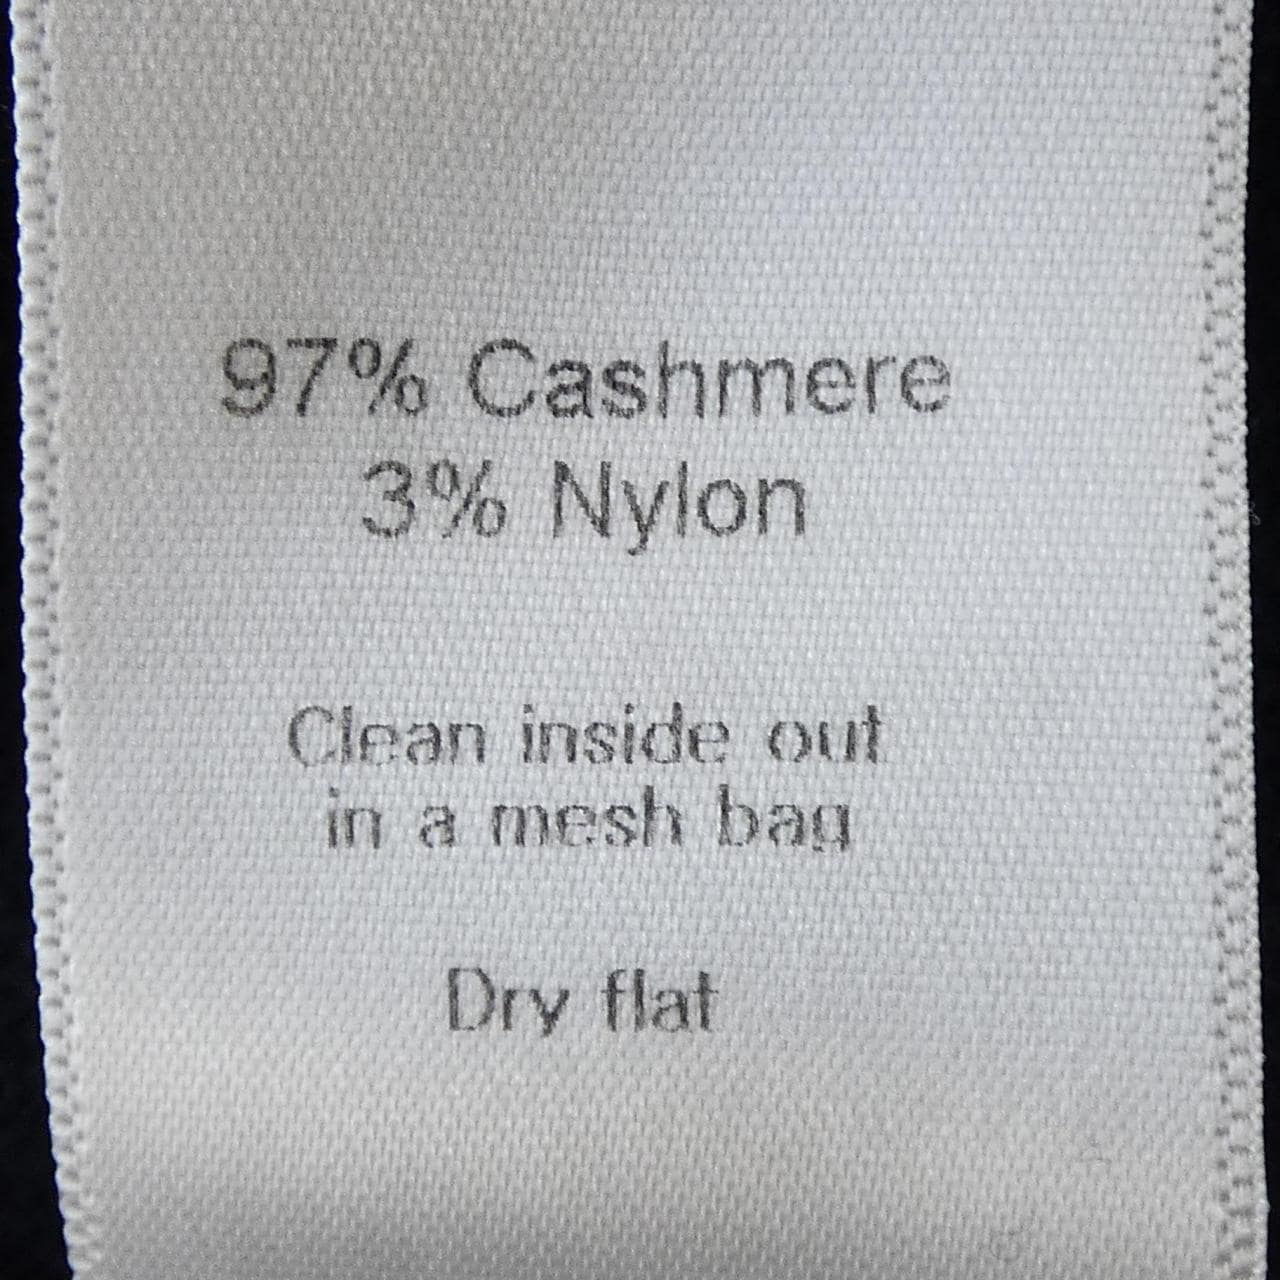 97% Cashmere
3% Nylon
Clean inside out
in a mesh bag
Dry flat